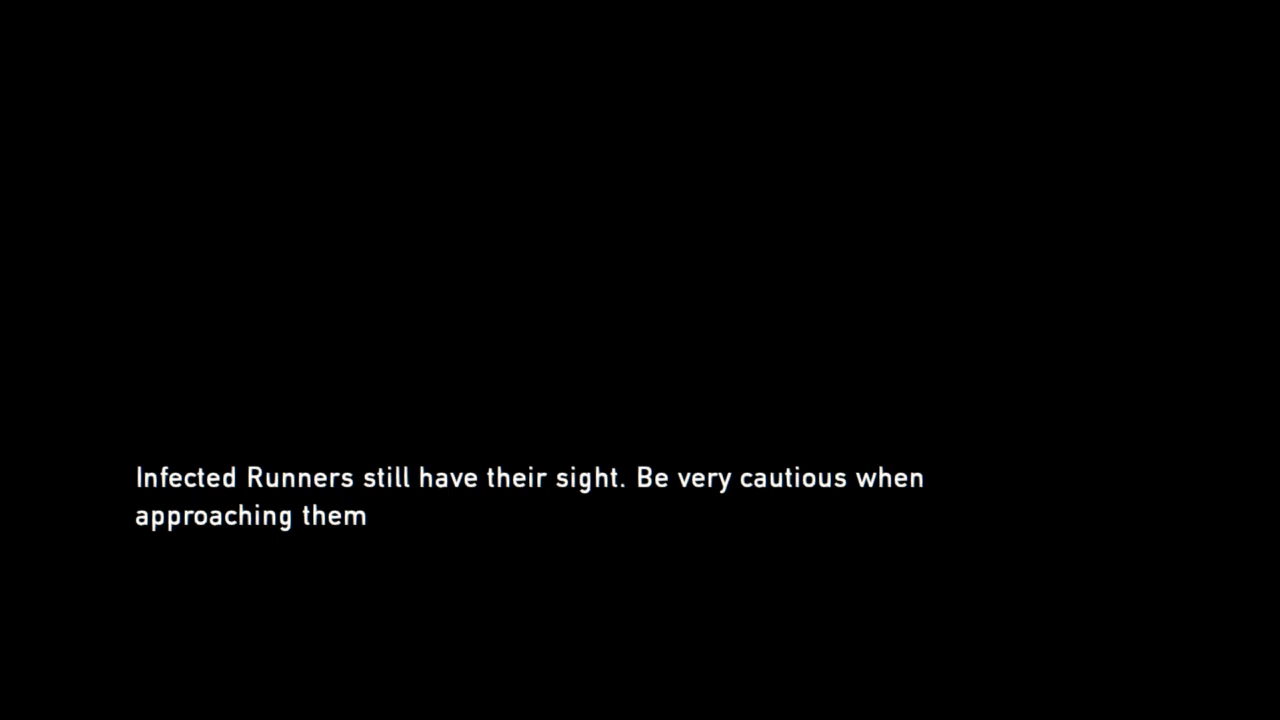 Infected Runners still have their sight. Be very cautious when
approaching them